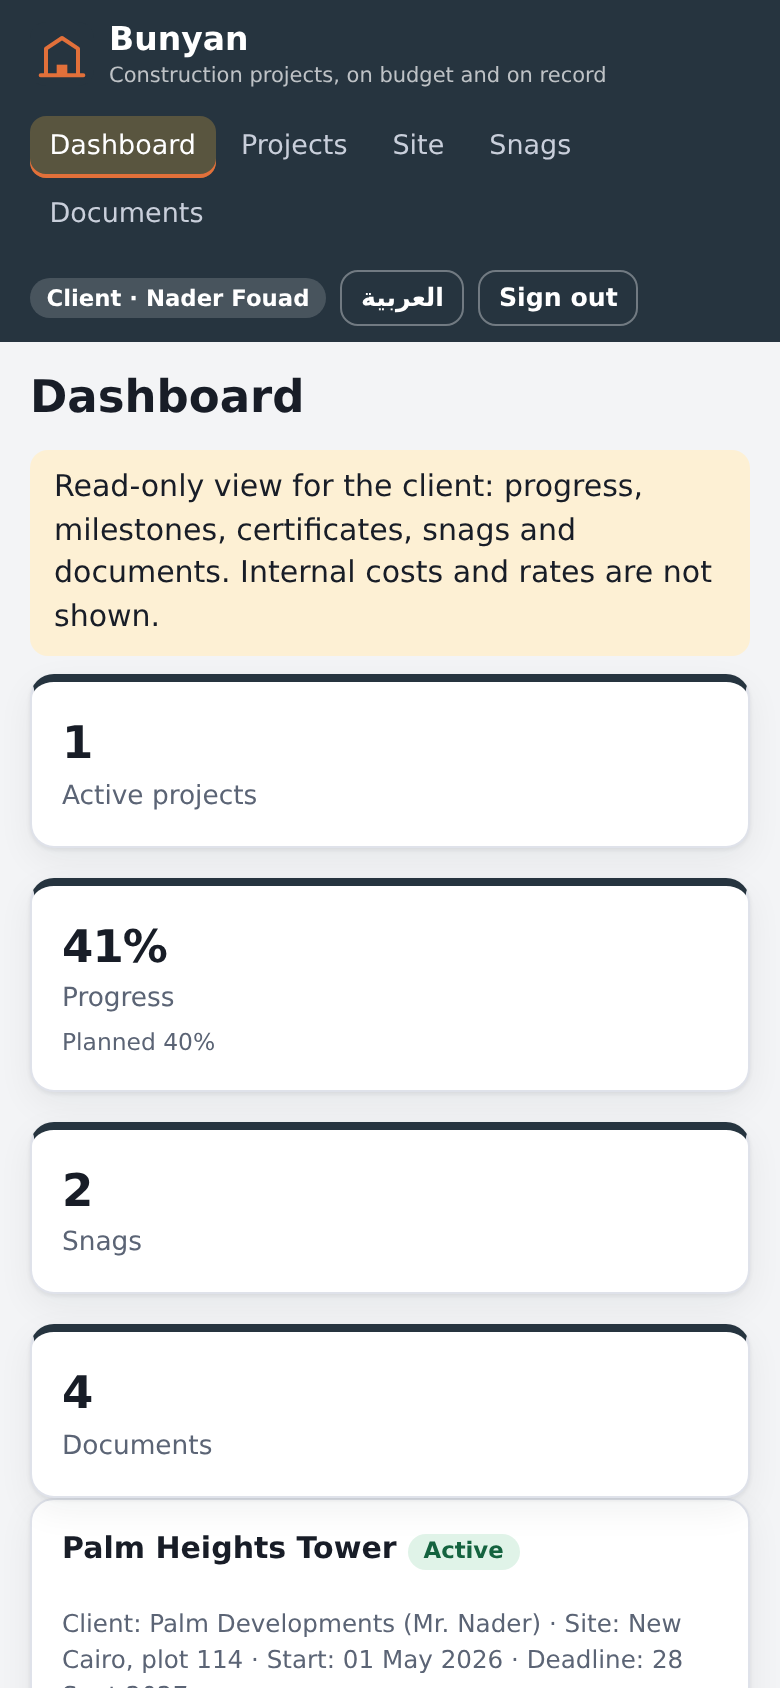 Bunyan
Construction projects, on budget and on record
Dashboard
Projects
Site
Snags
Documents
Client · Nader Fouad
العربية
Sign out
Dashboard
Read-only view for the client: progress,
milestones, certificates, snags and
documents. Internal costs and rates are not
shown.
1
Active projects
41%
Progress
Planned 40%
2
Snags
4
Documents
Palm Heights Tower
Active
Client: Palm Developments (Mr. Nader) · Site: New
Cairo, plot 114 · Start: 01 May 2026 · Deadline: 28